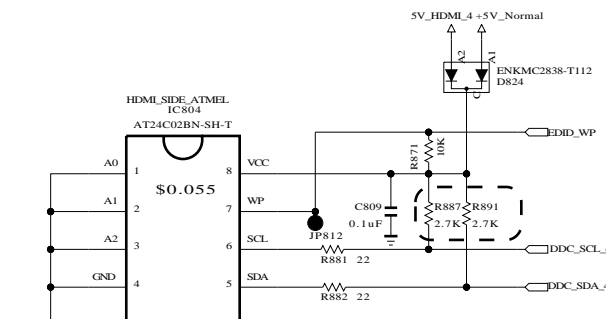 5V_HDMI_4 +5V_Normal
A2
A1
ENKMC2838-T112
D824
C
HDMI_SIDE_ATMEL
IC804
AT24C02BN-SH-T
EDID_WP
R871
10K
A0
1
8
VCC
$0.055
A1
2
7
WP
C809
0.1uF
R887
R891
2.7K
2.7K
JP812
A2
3
6
SCL
R881 22
DDC_SCL_
GND
4
5
SDA
R882 22
DDC_SDA_4